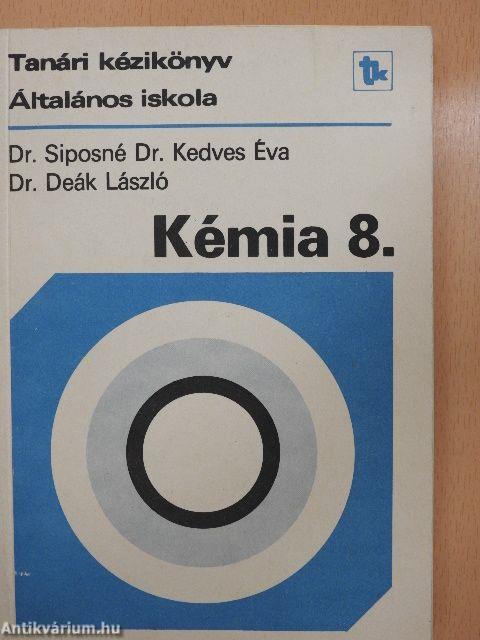 Tanári kézikönyv
Általános iskola
tk
Dr. Siposné Dr. Kedves Éva
Dr. Deák László
Kémia 8.
Antikvárium.hu